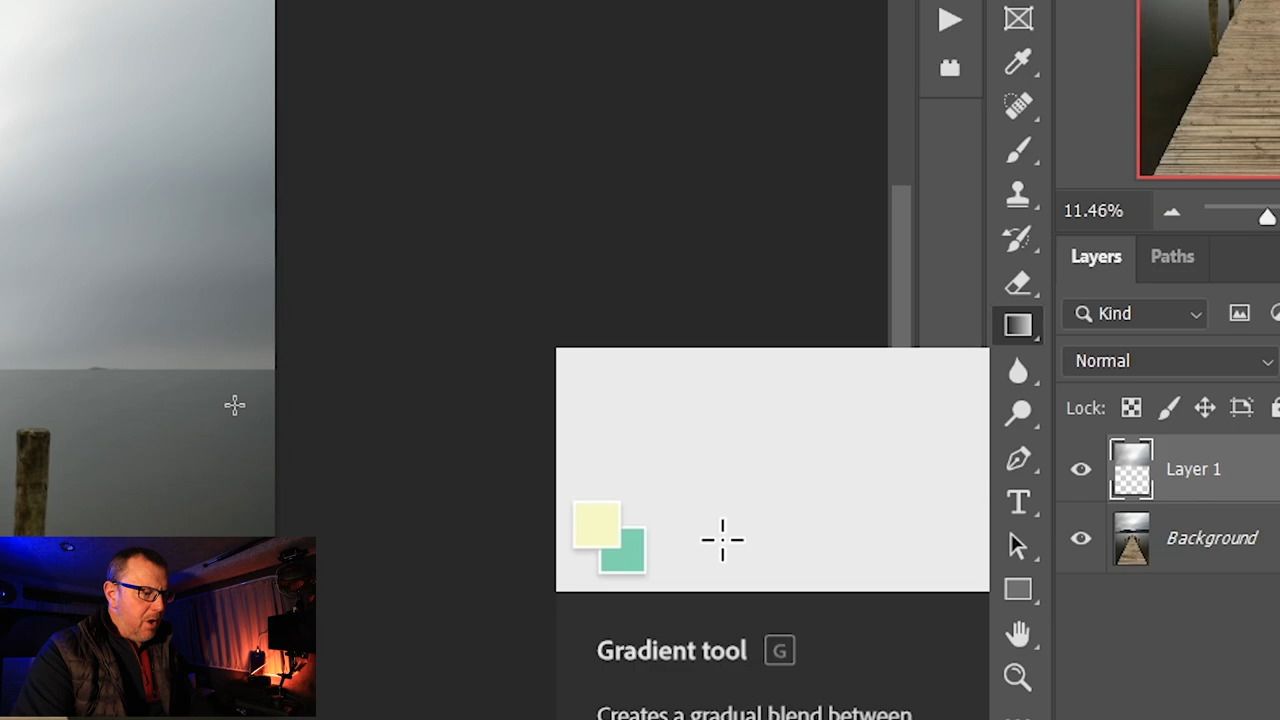 11.46%
Layers Paths
Kind
Normal
Lock:
Layer 1
Background
Gradient tool G
Creates a gradual blend between